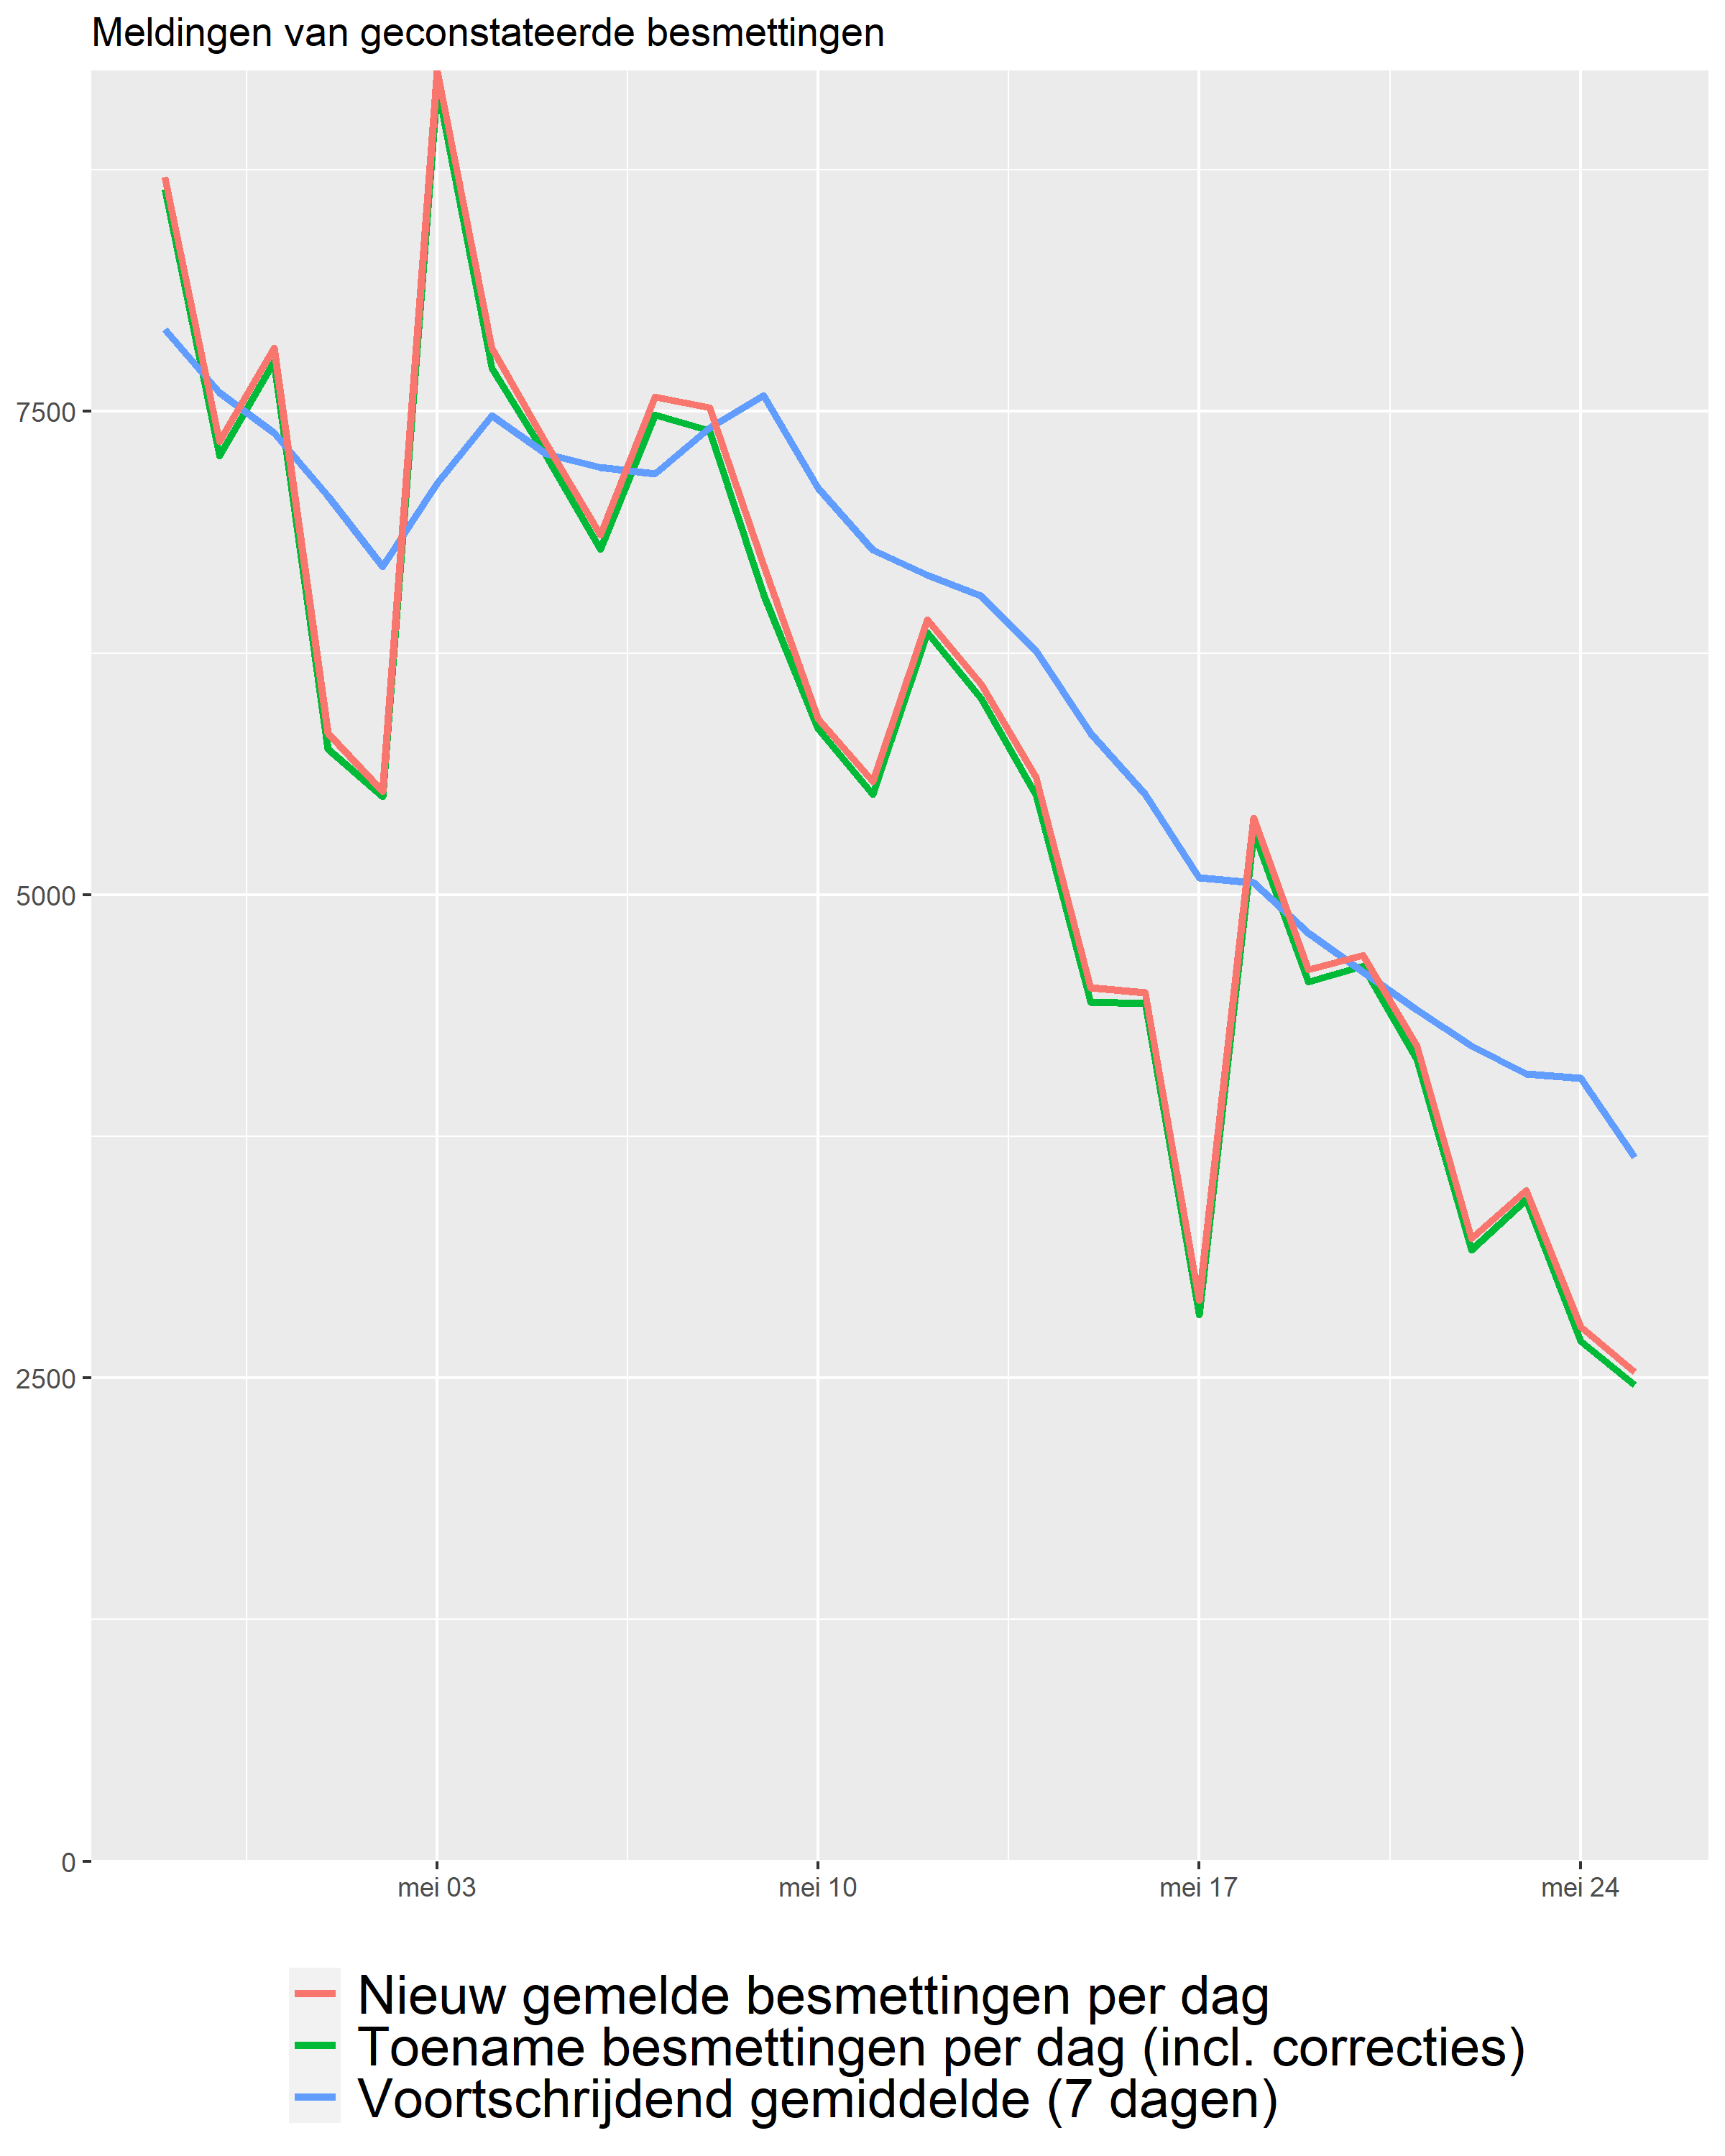 Meldingen van geconstateerde besmettingen
7500
5000
2500
0
mei 03
mei 10
mei 17
mei 24
Nieuw gemelde besmettingen per dag
Toename besmettingen per dag (incl. correcties)
Voortschrijdend gemiddelde (7 dagen)